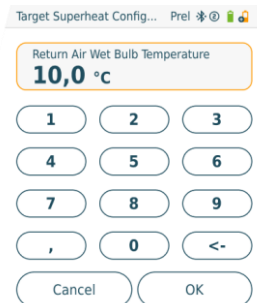 Target Superheat Config... Prel
Return Air Wet Bulb Temperature
10,0 °C
1 2 3
4 5 6
7 8 9
, 0 <-
Cancel OK